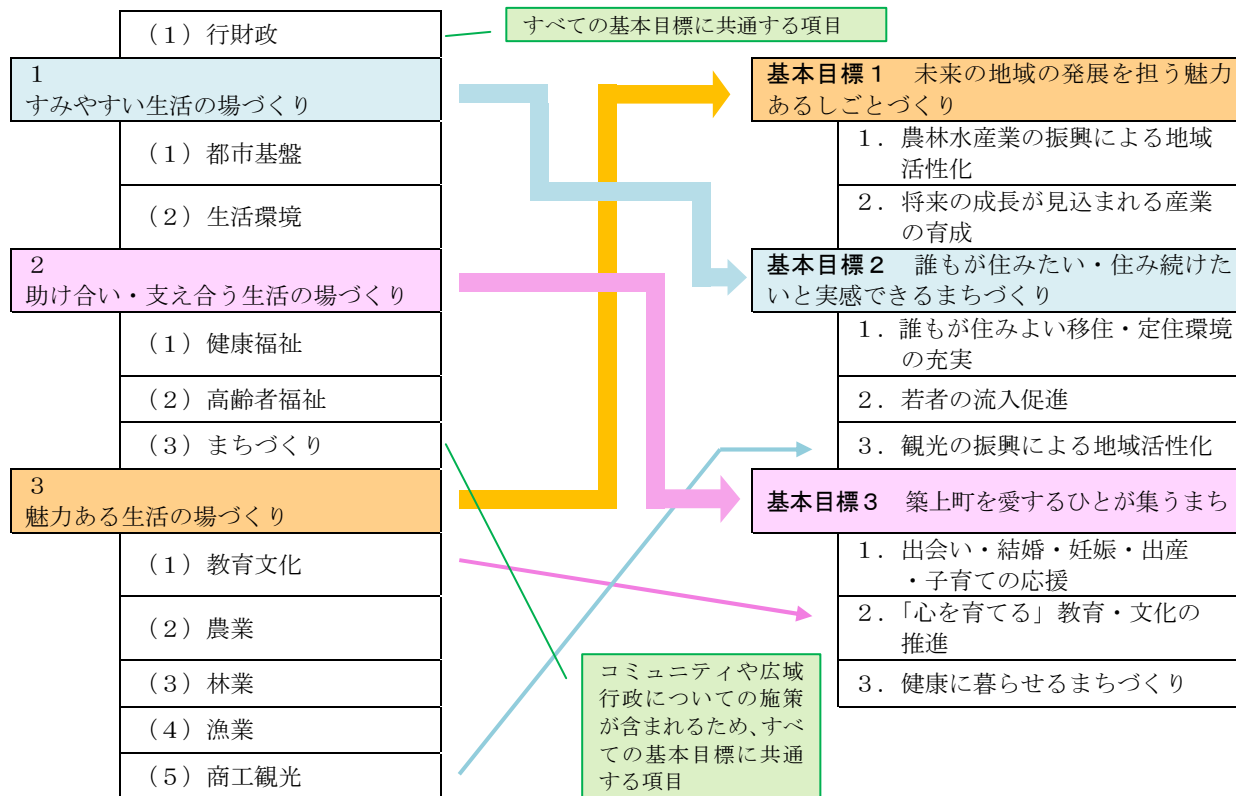 （１）行財政
1
すみやすい生活の場づくり
（１）都市基盤
（２）生活環境
2
助け合い・支え合う生活の場づくり
（１）健康福祉
（２）高齢者福祉
（３）まちづくり
3
魅力ある生活の場づくり
（１）教育文化
（２）農業
（３）林業
（４）漁業
（５）商工観光
すべての基本目標に共通する項目
コミュニティや広域
行政についての施策
が含まれるため、すべ
ての基本目標に共通
する項目
基本目標１　未来の地域の発展を担う魅力
あるしごとづくり
１．農林水産業の振興による地域
活性化
２．将来の成長が見込まれる産業
の育成
基本目標２　誰もが住みたい・住み続けた
いと実感できるまちづくり
１．誰もが住みよい移住・定住環境
の充実
２．若者の流入促進
３．観光の振興による地域活性化
基本目標３　築上町を愛するひとが集うまち
１．出会い・結婚・妊娠・出産
・子育ての応援
２．「心を育てる」教育・文化の
推進
３．健康に暮らせるまちづくり